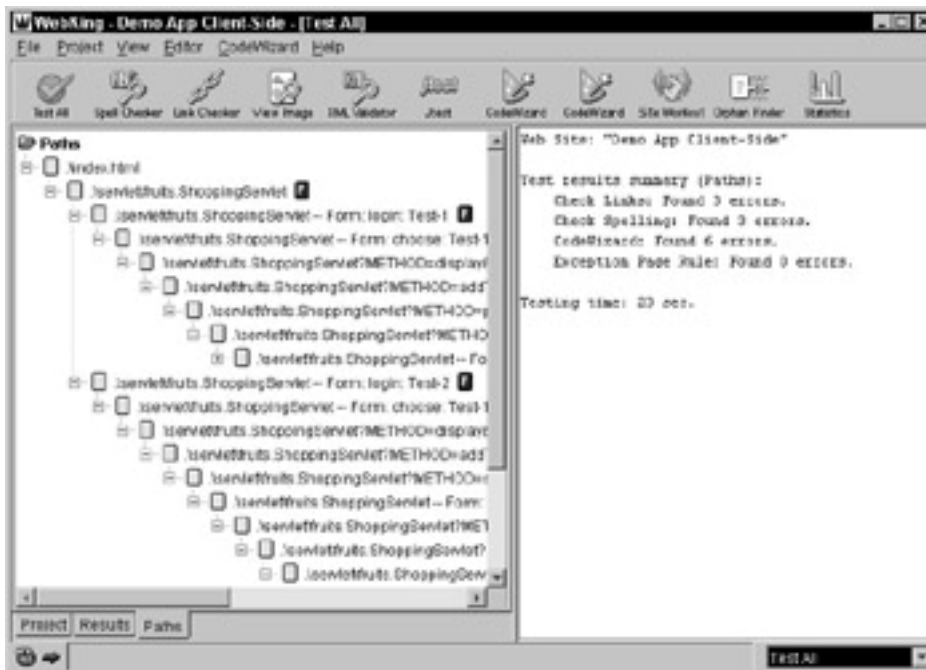 WebKing - Demo App Client-Side - [Test All]
File Project View Editor CodeWizard Help
Test All Spell Checker Link Checker View Image XML Validator Jtest CodeWizard CodeWizard Site Workout Orphan Finder Statistics
Paths
.\index.html
.\servlet\fruits.ShoppingServlet F
.\servlet\fruits.ShoppingServlet -- Form: login: Test-1 F
.\servlet\fruits.ShoppingServlet -- Form: choose: Test-1
.\servlet\fruits.ShoppingServlet?METHOD=display
.\servlet\fruits.ShoppingServlet?METHOD=add
.\servlet\fruits.ShoppingServlet?METHOD=
.\servlet\fruits.ShoppingServlet?METHO
.\servlet\fruits.ShoppingServlet -- Fo
.\servlet\fruits.ShoppingServlet -- Form: login: Test-2 F
.\servlet\fruits.ShoppingServlet -- Form: choose: Test-1
.\servlet\fruits.ShoppingServlet?METHOD=display
.\servlet\fruits.ShoppingServlet?METHOD=add
.\servlet\fruits.ShoppingServlet?METHOD=
.\servlet\fruits.ShoppingServlet -- Form:
.\servlet\fruits.ShoppingServlet?MET
.\servlet\fruits.ShoppingServlet?
.\servlet\fruits.ShoppingServ
Project Results Paths
Web Site: "Demo App Client-Side"
Test results summary (Paths):
Check Links: Found 3 errors.
Check Spelling: Found 3 errors.
CodeWizard: Found 6 errors.
Exception Page Rule: Found 0 errors.
Testing time: 23 sec.
Test All